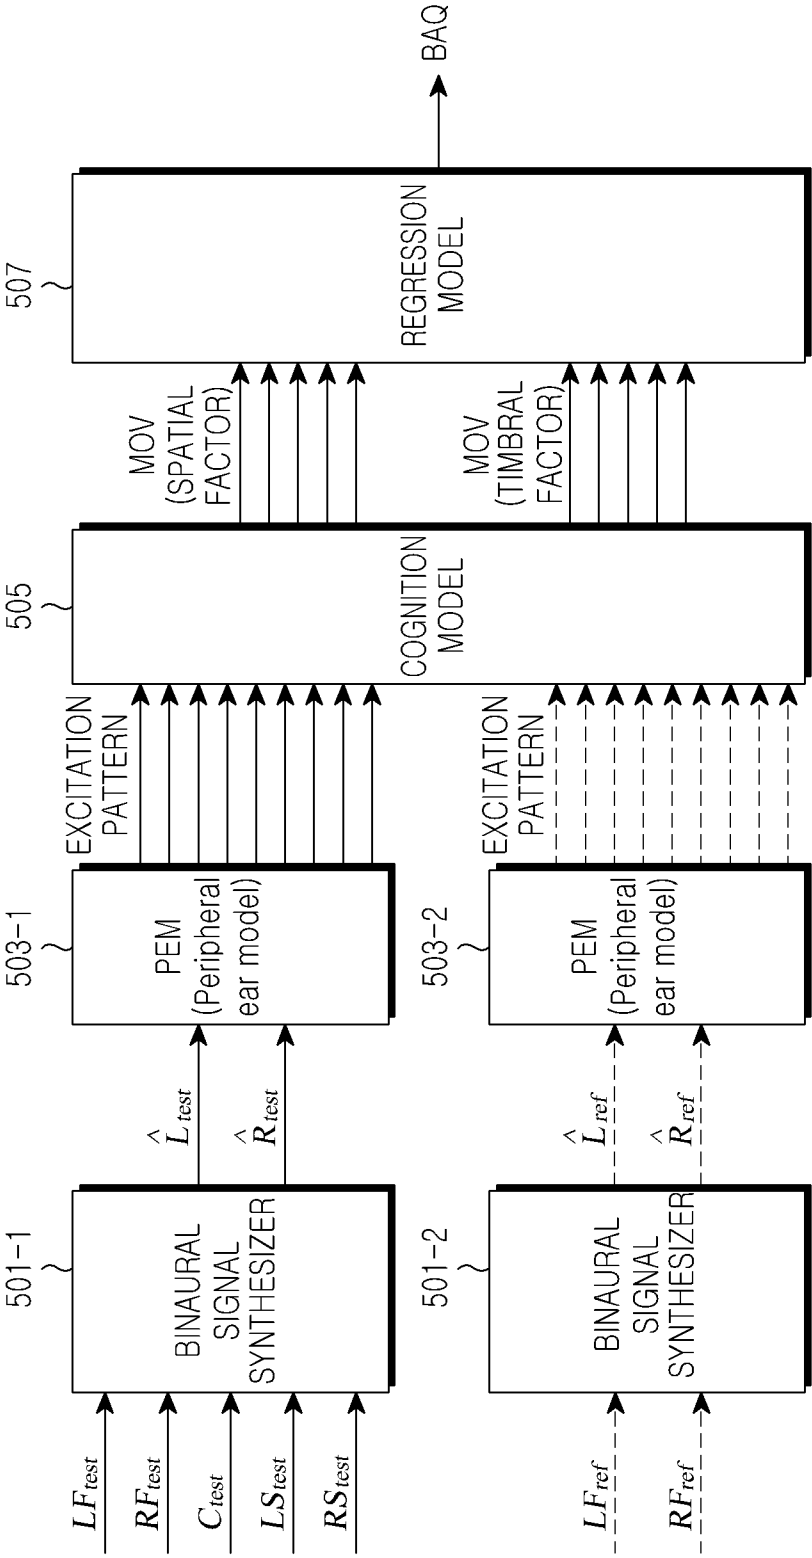 501-1
503-1
505
507
LFtest
RFtest
Ctest
LStest
RStest
BINAURAL
SIGNAL
SYNTHESIZER
L̂test
R̂test
PEM
(Peripheral
ear model)
EXCITATION
PATTERN
COGNITION
MODEL
MOV
(SPATIAL
FACTOR)
MOV
(TIMBRAL
FACTOR)
REGRESSION
MODEL
BAQ
501-2
503-2
LFref
RFref
BINAURAL
SIGNAL
SYNTHESIZER
L̂ref
R̂ref
PEM
(Peripheral
ear model)
EXCITATION
PATTERN